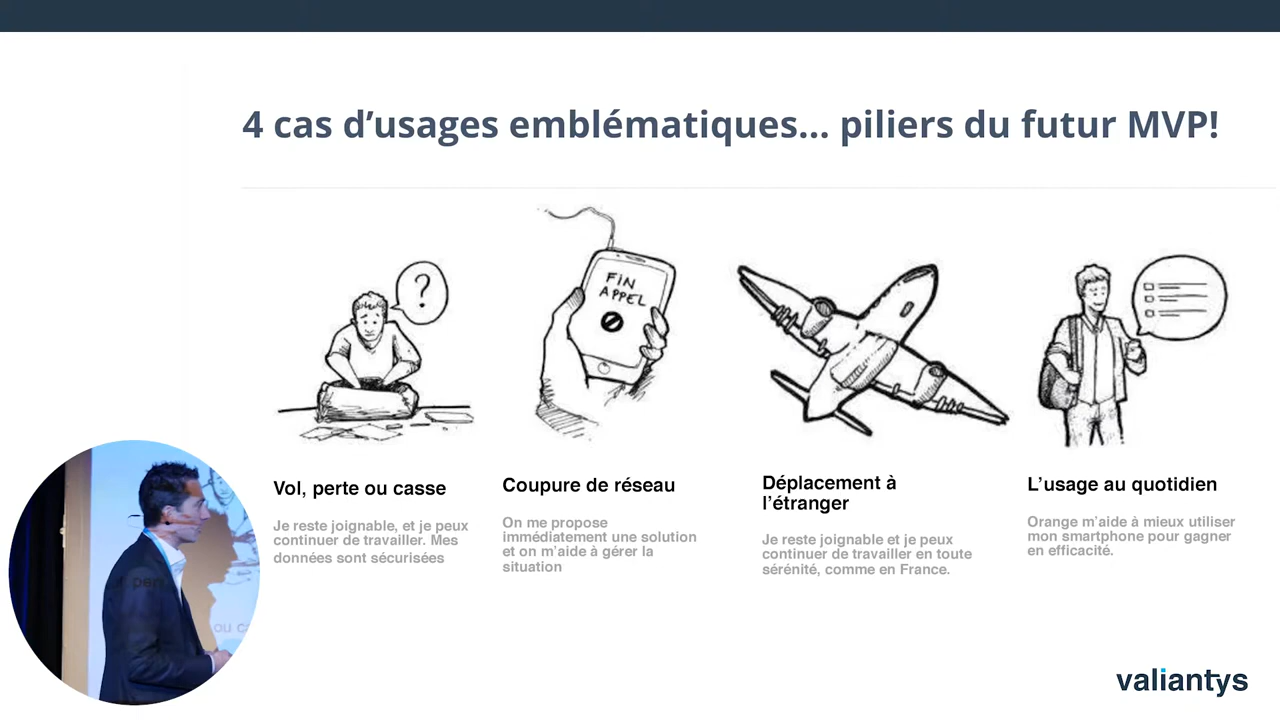 4 cas d’usages emblématiques... piliers du futur MVP!
?
FIN
APPEL
Vol, perte ou casse
Je reste joignable, et je peux
continuer de travailler. Mes
données sont sécurisées
Coupure de réseau
On me propose
immédiatement une solution
et on m’aide à gérer la
situation
Déplacement à
l’étranger
Je reste joignable et je peux
continuer de travailler en toute
sérénité, comme en France.
L’usage au quotidien
Orange m’aide à mieux utiliser
mon smartphone pour gagner
en efficacité.
valiantys